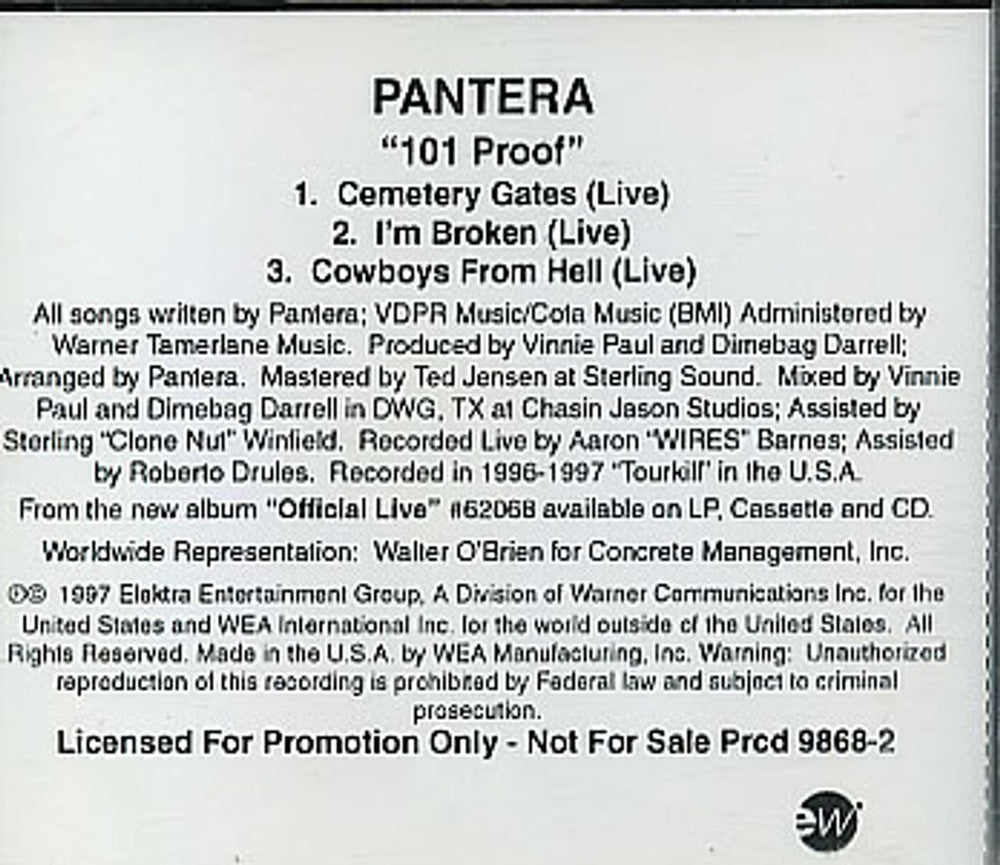 PANTERA
“101 Proof”
1. Cemetery Gates (Live)
2. I'm Broken (Live)
3. Cowboys From Hell (Live)
All songs written by Pantera; VDPR Music/Cota Music (BMI) Administered by
Warner Tamerlane Music. Produced by Vinnie Paul and Dimebag Darrell;
Arranged by Pantera. Mastered by Ted Jensen at Sterling Sound. Mixed by Vinnie
Paul and Dimebag Darrell in DWG, TX at Chasin Jason Studios; Assisted by
Sterling "Clone Nut" Winfield. Recorded Live by Aaron "WIRES" Barnes; Assisted
by Roberto Drules. Recorded in 1996-1997 "Tourkill' in the U.S.A.
From the new album "Official Live" #62068 available on LP, Cassette and CD.
Worldwide Representation: Walter O'Brien for Concrete Management, Inc.
℗© 1997 Elektra Entertainment Group, A Division of Warner Communications Inc. for the
United States and WEA International Inc. for the world outside of the United States. All
Rights Reserved. Made in the U.S.A. by WEA Manufacturing, Inc. Warning: Unauthorized
reproduction of this recording is prohibited by Federal law and subject to criminal
prosecution.
Licensed For Promotion Only - Not For Sale Prcd 9868-2
ew